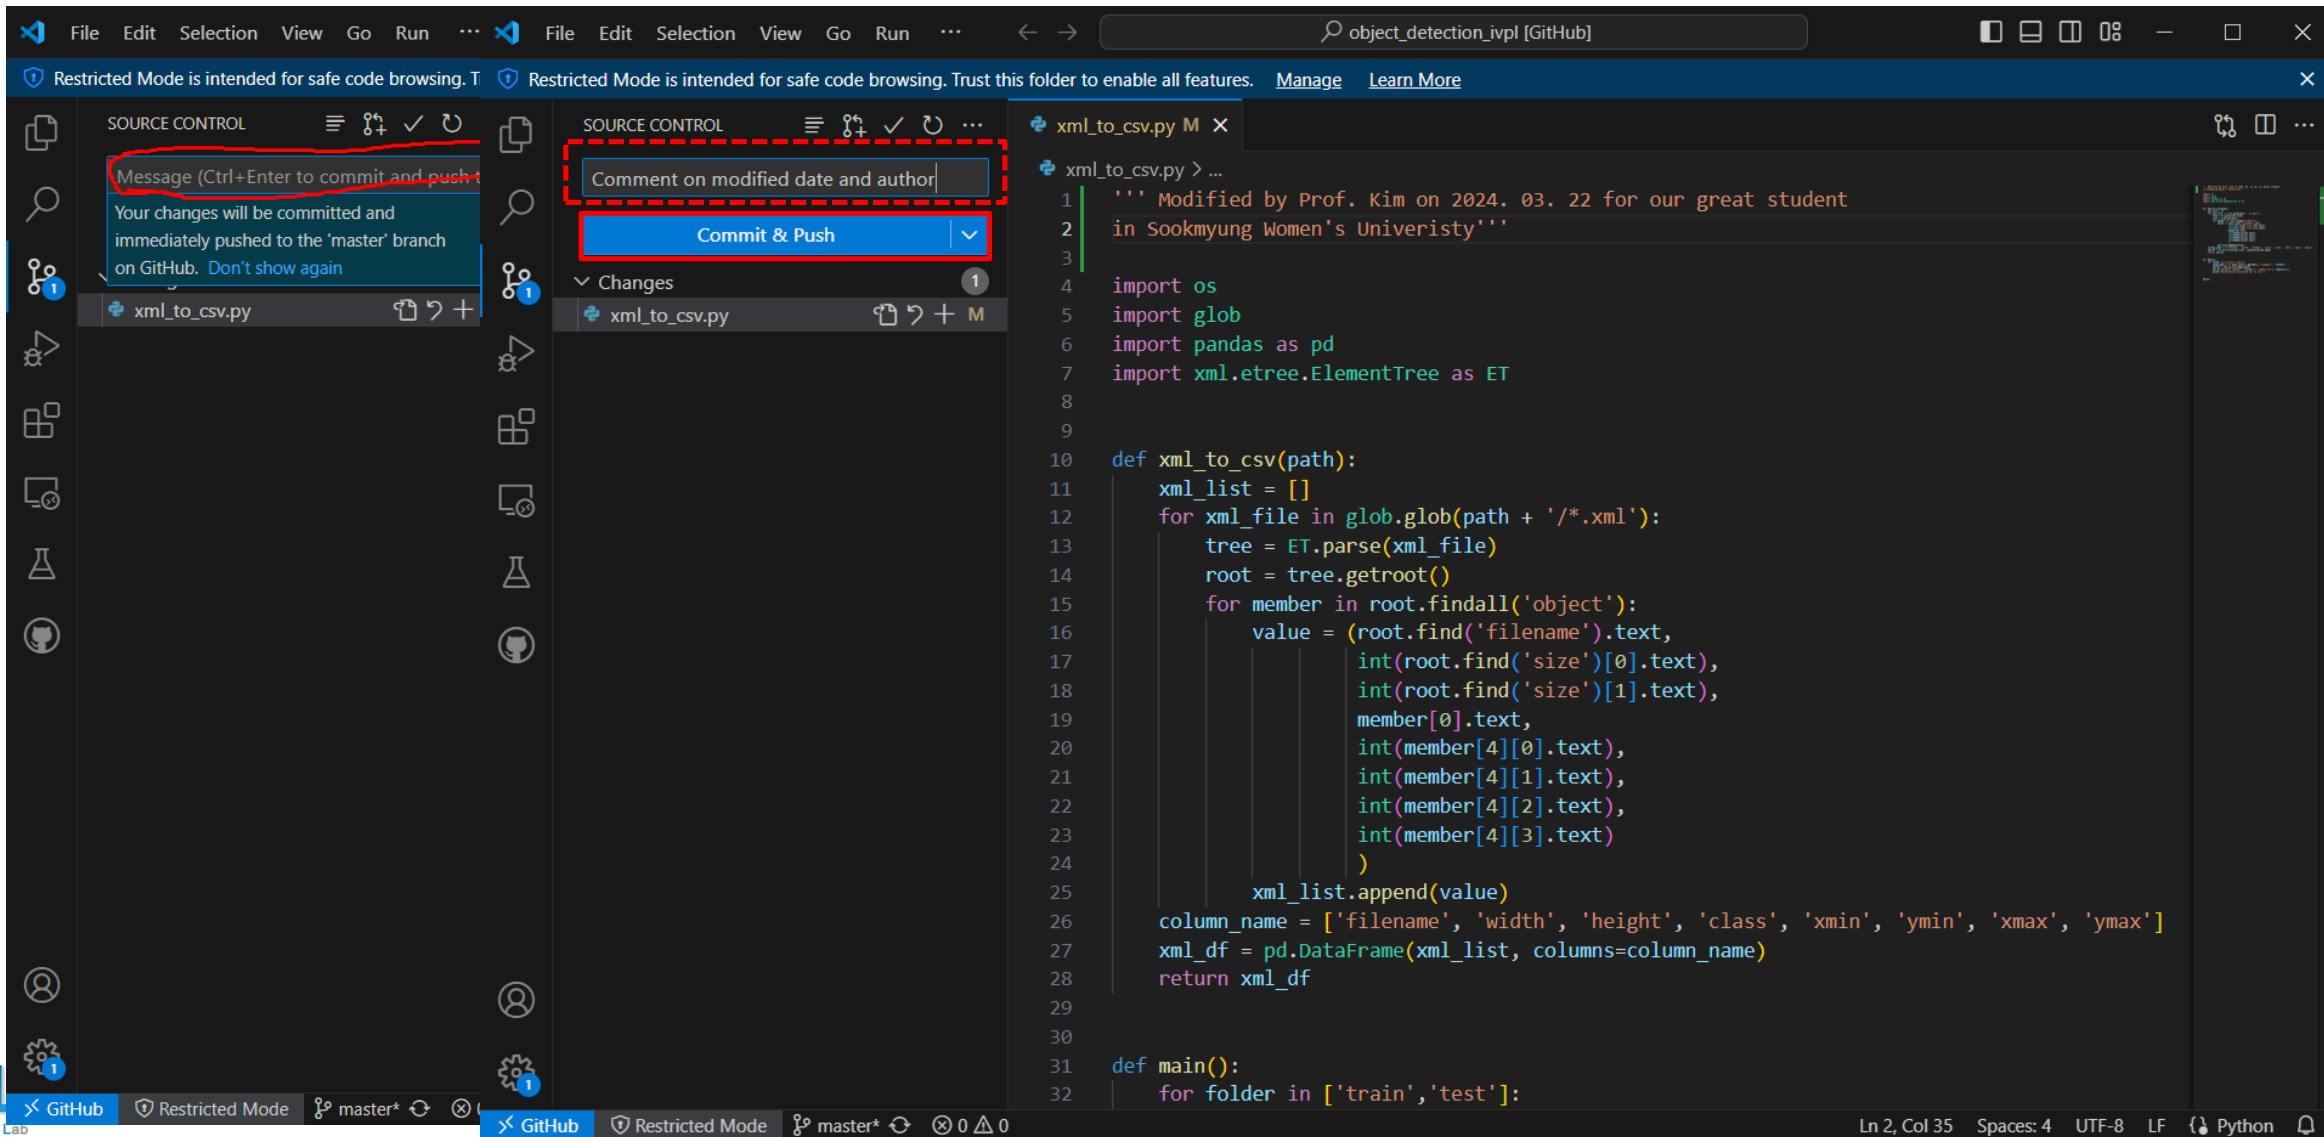 File Edit Selection View Go Run ···
Restricted Mode is intended for safe code browsing. T
SOURCE CONTROL
Message (Ctrl+Enter to commit and push t
Your changes will be committed and
immediately pushed to the 'master' branch
on GitHub. Don't show again
xml_to_csv.py
1
1
GitHub Restricted Mode master*
Lab
File Edit Selection View Go Run ···
object_detection_ivpl [GitHub]
Restricted Mode is intended for safe code browsing. Trust this folder to enable all features. Manage Learn More
SOURCE CONTROL ···
Comment on modified date and author
Commit & Push
Changes 1
xml_to_csv.py M
1
1
xml_to_csv.py M
xml_to_csv.py > ...
1 ''' Modified by Prof. Kim on 2024. 03. 22 for our great student
2 in Sookmyung Women's Univeristy'''
3
4 import os
5 import glob
6 import pandas as pd
7 import xml.etree.ElementTree as ET
8
9
10 def xml_to_csv(path):
11 xml_list = []
12 for xml_file in glob.glob(path + '/*.xml'):
13 tree = ET.parse(xml_file)
14 root = tree.getroot()
15 for member in root.findall('object'):
16 value = (root.find('filename').text,
17 int(root.find('size')[0].text),
18 int(root.find('size')[1].text),
19 member[0].text,
20 int(member[4][0].text),
21 int(member[4][1].text),
22 int(member[4][2].text),
23 int(member[4][3].text)
24 )
25 xml_list.append(value)
26 column_name = ['filename', 'width', 'height', 'class', 'xmin', 'ymin', 'xmax', 'ymax']
27 xml_df = pd.DataFrame(xml_list, columns=column_name)
28 return xml_df
29
30
31 def main():
32 for folder in ['train','test']:
GitHub Restricted Mode master* 0 0 Ln 2, Col 35 Spaces: 4 UTF-8 LF Python